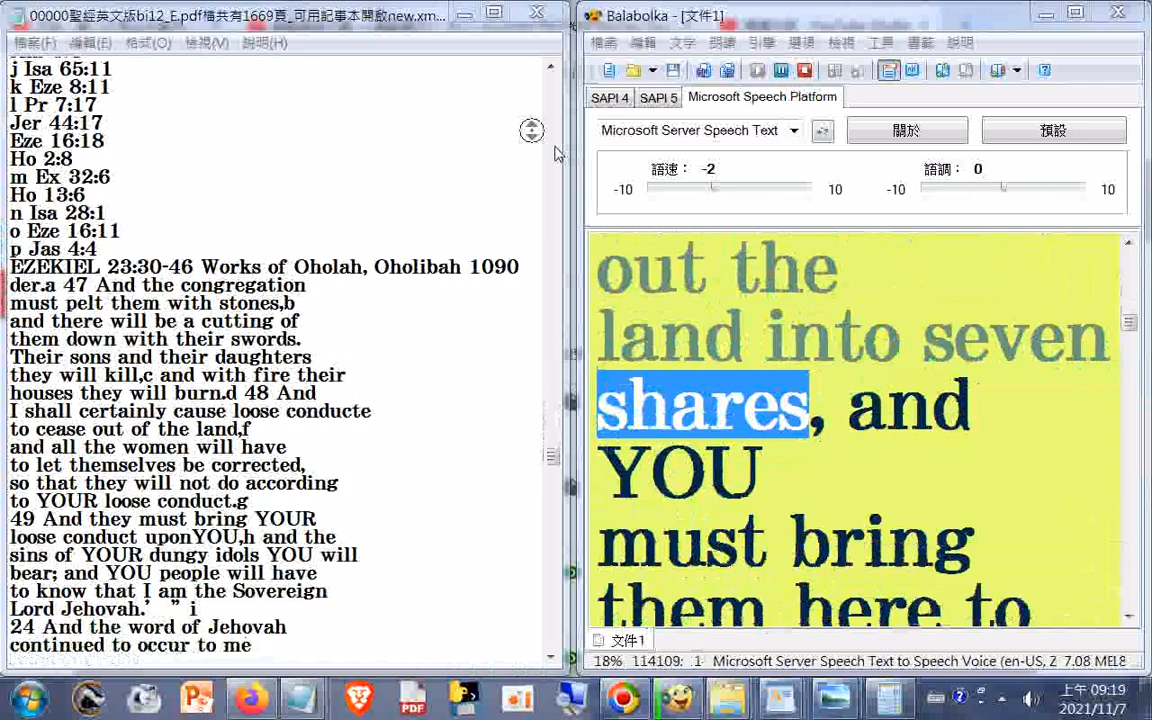 00000聖經英文版bi12_E.pdf檔共有1669頁_可用記事本開啟new.xm...
檔案(F) 編輯(E) 格式(O) 檢視(V) 說明(H)
j Isa 65:11
k Eze 8:11
l Pr 7:17
Jer 44:17
Eze 16:18
Ho 2:8
m Ex 32:6
Ho 13:6
n Isa 28:1
o Eze 16:11
p Jas 4:4
EZEKIEL 23:30-46 Works of Oholah, Oholibah 1090
der.a 47 And the congregation
must pelt them with stones,b
and there will be a cutting of
them down with their swords.
Their sons and their daughters
they will kill,c and with fire their
houses they will burn.d 48 And
I shall certainly cause loose conducte
to cease out of the land,f
and all the women will have
to let themselves be corrected,
so that they will not do according
to YOUR loose conduct.g
49 And they must bring YOUR
loose conduct uponYOU,h and the
sins of YOUR dungy idols YOU will
bear; and YOU people will have
to know that I am the Sovereign
Lord Jehovah.’ ” i
24 And the word of Jehovah
continued to occur to me
Balabolka - [文件1]
檔案 編輯 文字 朗讀 引擎 選項 檢視 工具 書籤 說明
SAPI 4 SAPI 5 Microsoft Speech Platform
Microsoft Server Speech Text 關於 預設
語速： -2 語調： 0
-10 10 -10 10
out the
land into seven
shares, and
YOU
must bring
them here to
文件1
18% 114109: 1 Microsoft Server Speech Text to Speech Voice (en-US, Z 7.08 МЕ
PDF
上午 09:19
2021/11/7